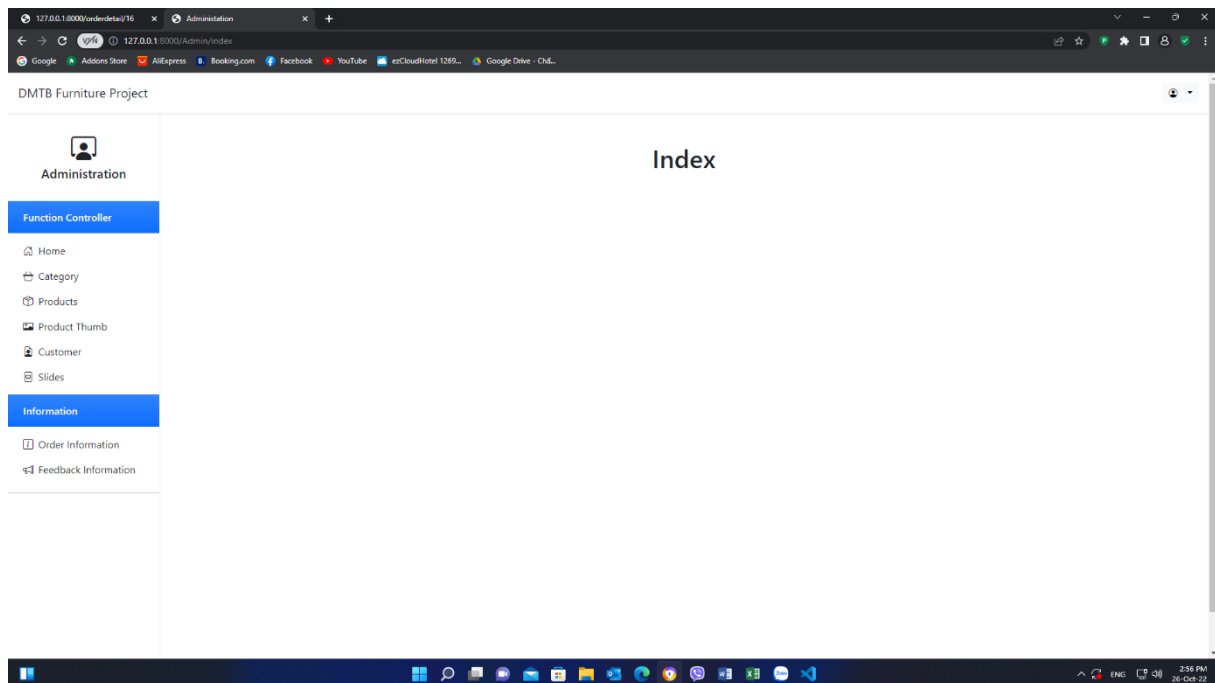 127.0.0.1:8000/orderdetail/16
Administation
VPN
127.0.0.1:8000/Admin/index
Google
Addons Store
AliExpress
B.
Booking.com
Facebook
YouTube
ezCloudHotel 1269...
Google Drive - Ch&...
DMTB Furniture Project
Administration
Index
Function Controller
Home
Category
Products
Product Thumb
Customer
Slides
Information
Order Information
Feedback Information
ENG
2:56 PM
26-Oct-22